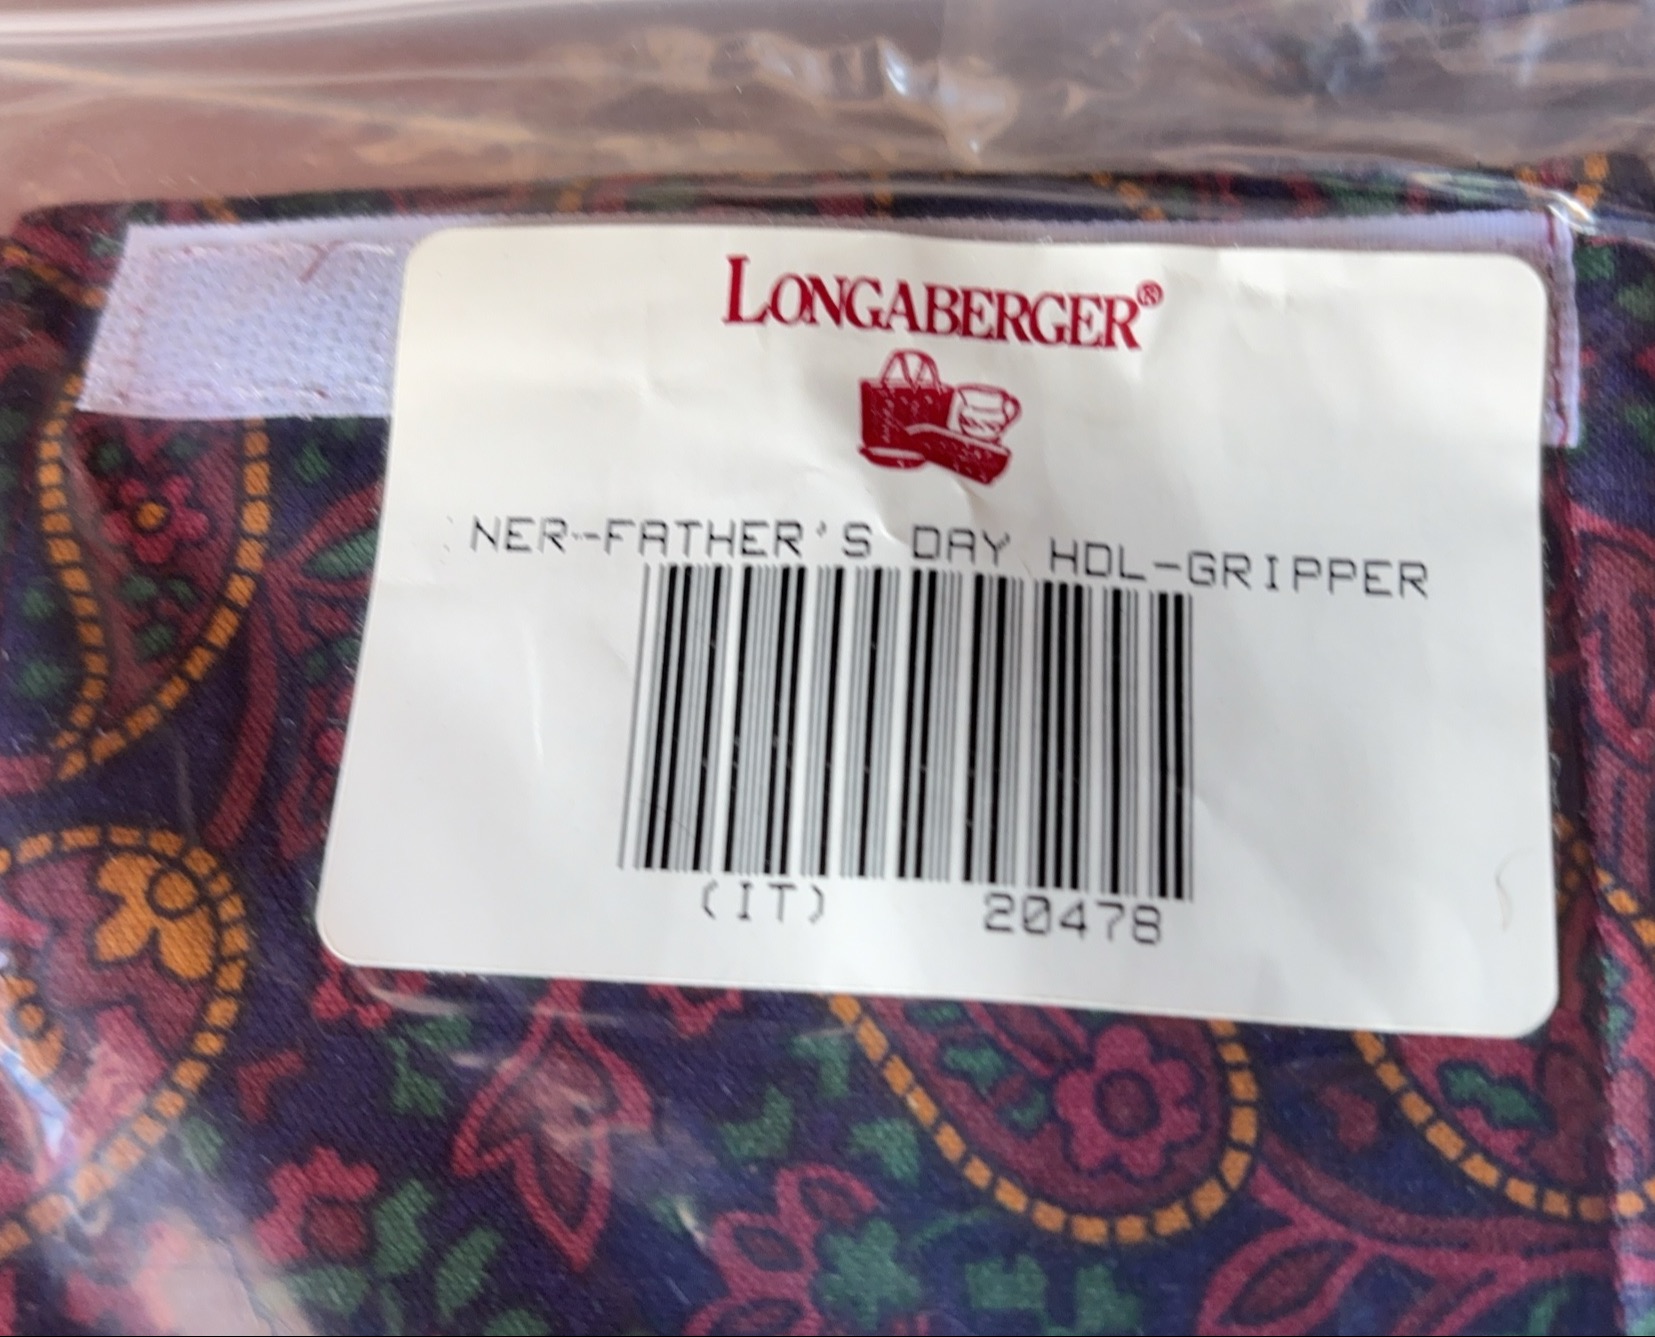 LONGABERGER®
NER--FATHER'S DAY HDL-GRIPPER
(IT) 20478